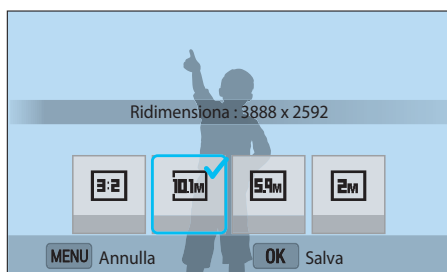 Ridimensiona : 3888 x 2592
3:2 10.1M 5.9M 2M
MENU Annulla OK Salva